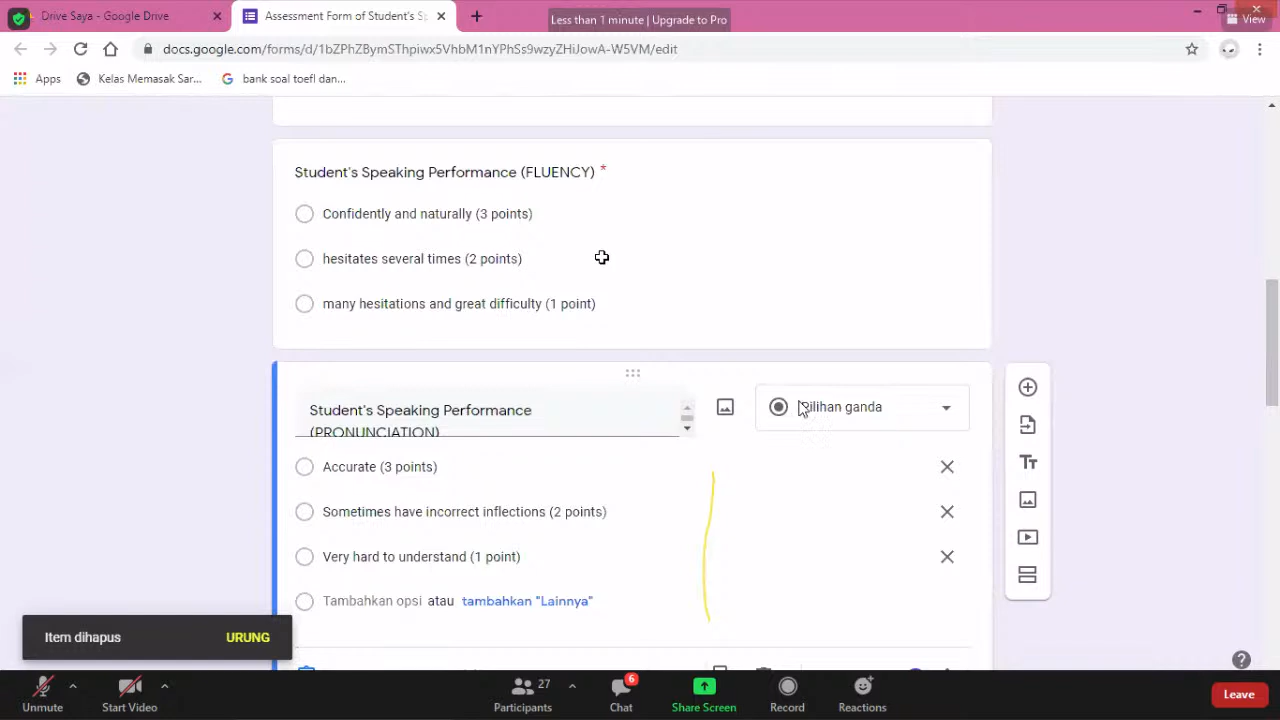 Drive Saya - Google Drive
Assessment Form of Student's S
Less than 1 minute | Upgrade to Pro
View
docs.google.com/forms/d/1bZPhZBymSThpiwx5VhbM1nYPhSs9wzyZHiJowA-W5VM/edit
Apps
Kelas Memasak Sar...
bank soal toefl dan...
Student's Speaking Performance (FLUENCY) *
Confidently and naturally (3 points)
hesitates several times (2 points)
many hesitations and great difficulty (1 point)
Student's Speaking Performance
(PRONUNCIATION)
Pilihan ganda
Accurate (3 points)
Sometimes have incorrect inflections (2 points)
Very hard to understand (1 point)
Tambahkan opsi atau tambahkan "Lainnya"
Item dihapus
URUNG
Tt
27
6
Unmute
Start Video
Participants
Chat
Share Screen
Record
Reactions
Leave